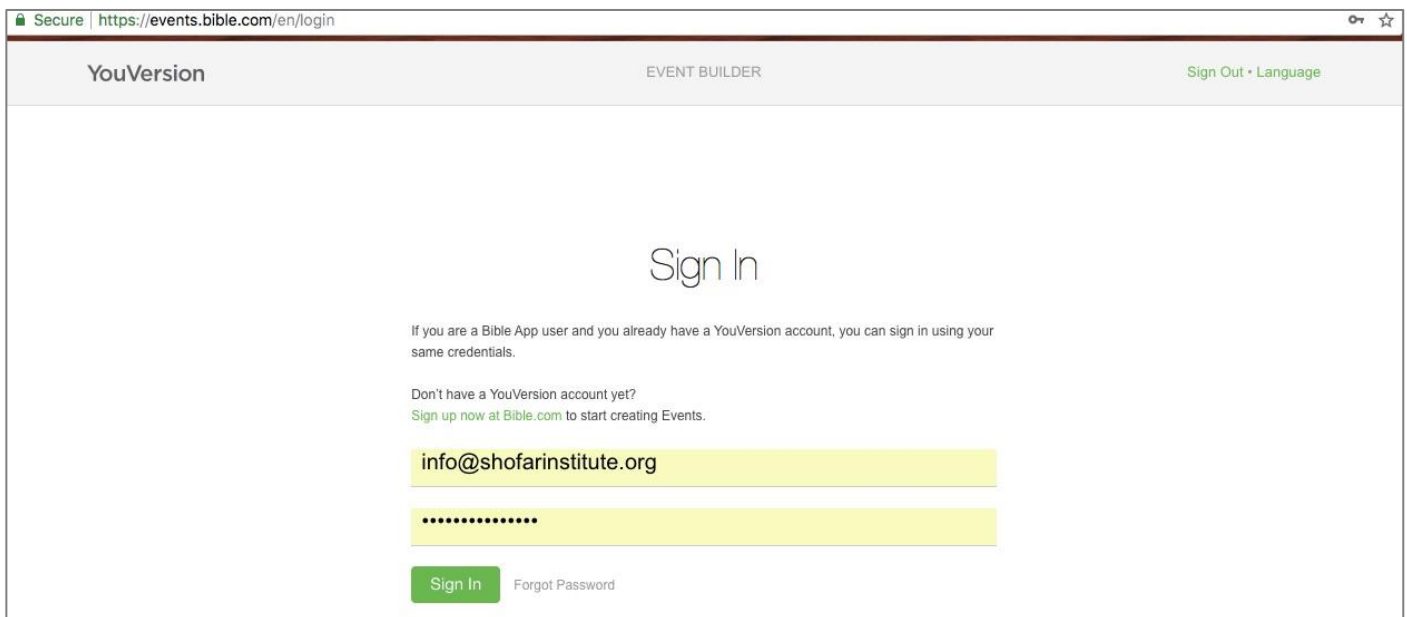 Secure | https://events.bible.com/en/login
YouVersion EVENT BUILDER Sign Out • Language
Sign In
If you are a Bible App user and you already have a YouVersion account, you can sign in using your
same credentials.
Don't have a YouVersion account yet?
Sign up now at Bible.com to start creating Events.
info@shofarinstitute.org
•••••••••••••••
Sign In Forgot Password